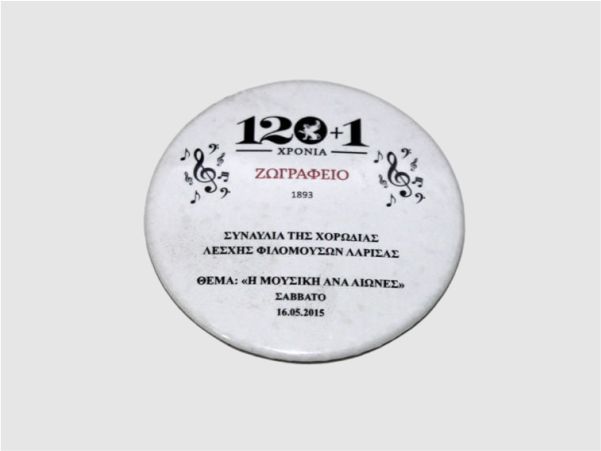 120+1
ΧΡΟΝΙΑ
ΖΩΓΡΑΦΕΙΟ
1893
ΣΥΝΑΥΛΙΑ ΤΗΣ ΧΟΡΩΔΙΑΣ
ΛΕΣΧΗΣ ΦΙΛΟΜΟΥΣΩΝ ΛΑΡΙΣΑΣ
ΘΕΜΑ: «Η ΜΟΥΣΙΚΗ ΑΝΑ ΑΙΩΝΕΣ»
ΣΑΒΒΑΤΟ
16.05.2015